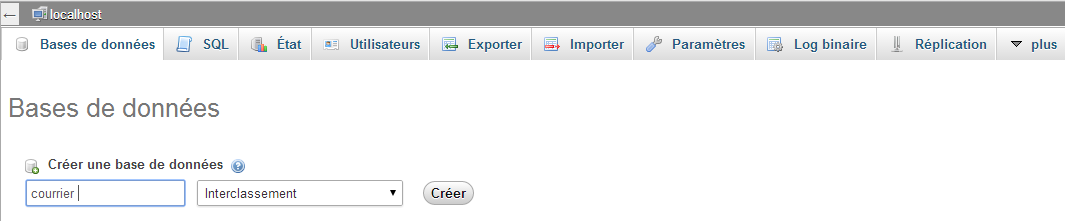 localhost
Bases de données SQL État Utilisateurs Exporter Importer Paramètres Log binaire Réplication plus
Bases de données
Créer une base de données
courrier Interclassement Créer